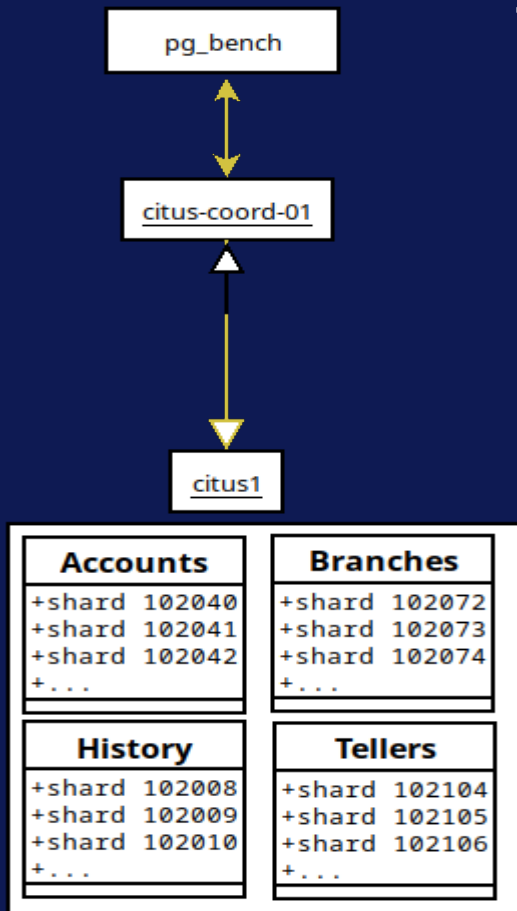 pg_bench
citus-coord-01
citus1
Accounts
+shard 102040
+shard 102041
+shard 102042
+...
Branches
+shard 102072
+shard 102073
+shard 102074
+...
History
+shard 102008
+shard 102009
+shard 102010
+...
Tellers
+shard 102104
+shard 102105
+shard 102106
+...